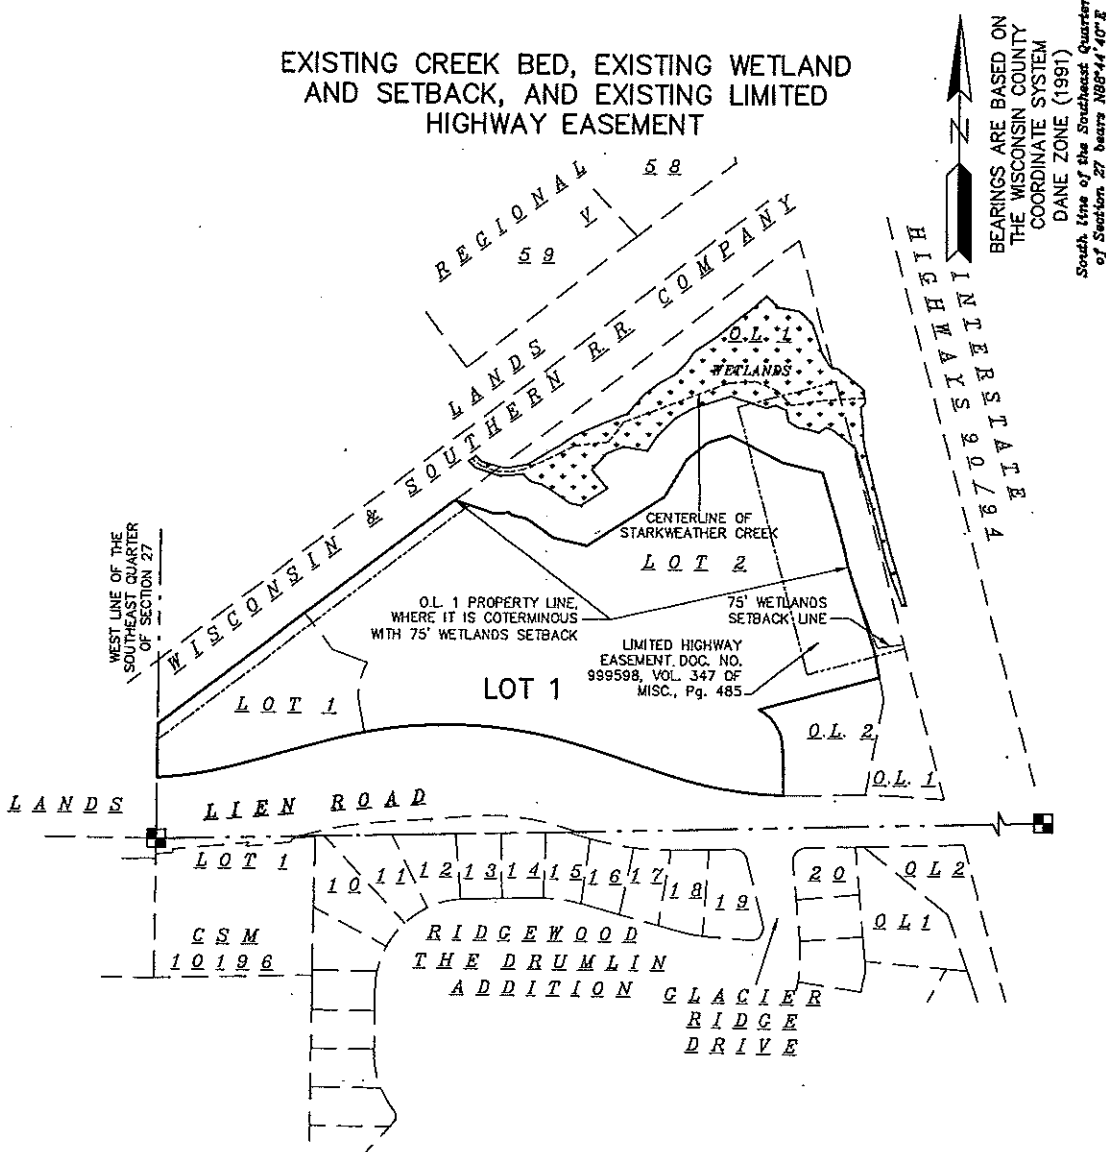 EXISTING CREEK BED, EXISTING WETLAND
AND SETBACK, AND EXISTING LIMITED
HIGHWAY EASEMENT
BEARINGS ARE BASED ON
THE WISCONSIN COUNTY
COORDINATE SYSTEM
DANE ZONE (1991)
South line of the Southeast Quarter
of Section 27 bears N88°44'40"E
N
REGIONAL
58
59
V
LANDS
WISCONSIN & SOUTHERN R.R. COMPANY
INTERSTATE
HIGHWAYS 90/94
O.L. 1
WETLANDS
CENTERLINE OF
STARKWEATHER CREEK
LOT 2
WEST LINE OF THE
SOUTHEAST QUARTER
OF SECTION 27
O.L. 1 PROPERTY LINE,
WHERE IT IS COTERMINOUS
WITH 75' WETLANDS SETBACK
75' WETLANDS
SETBACK LINE
LIMITED HIGHWAY
EASEMENT, DOC. NO.
999598, VOL. 347 OF
MISC., Pg. 485
LOT 1
LOT 1
O.L. 2
O.L. 1
LANDS
LIEN ROAD
LOT 1
10
11
12
13
14
15
16
17
18
19
20
OL2
OL1
CSM
10196
RIDGEWOOD
THE DRUMLIN
ADDITION
GLACIER
RIDGE
DRIVE